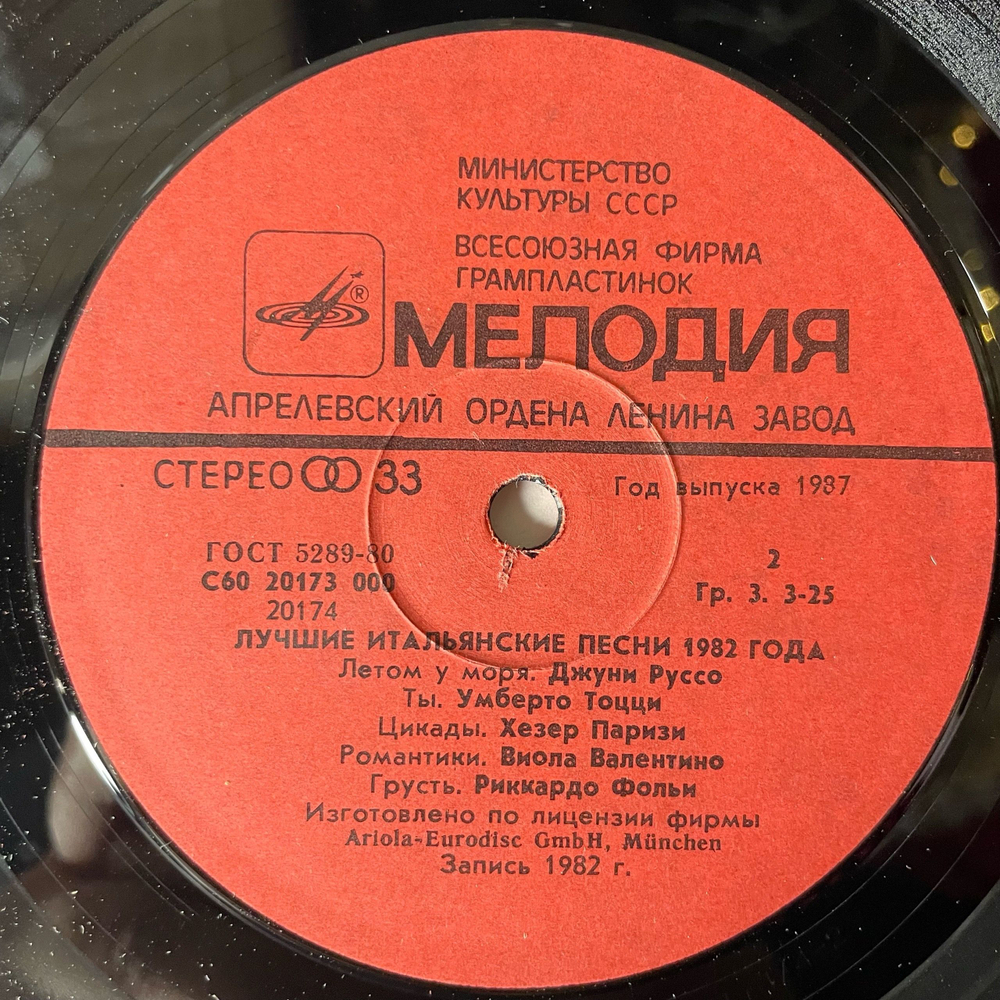 МИНИСТЕРСТВО
КУЛЬТУРЫ СССР
ВСЕСОЮЗНАЯ ФИРМА
ГРАМПЛАСТИНОК
®
МЕЛОДИЯ
АПРЕЛЕВСКИЙ ОРДЕНА ЛЕНИНА ЗАВОД
СТЕРЕО 33
Год выпуска 1987
ГОСТ 5289-80
С60 20173 000
20174
2
Гр. 3. 3-25
ЛУЧШИЕ ИТАЛЬЯНСКИЕ ПЕСНИ 1982 ГОДА
Летом у моря. Джуни Руссо
Ты. Умберто Тоцци
Цикады. Хезер Паризи
Романтики. Виола Валентино
Грусть. Риккардо Фольи
Изготовлено по лицензии фирмы
Ariola-Eurodisc GmbH, München
Запись 1982 г.